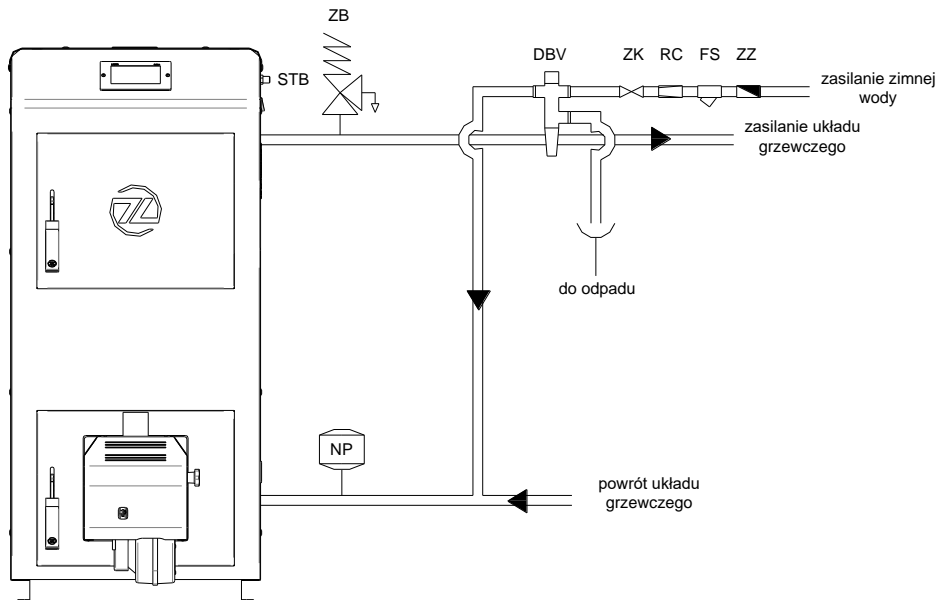 ZB
STB
DBV
ZK
RC
FS
ZZ
zasilanie zimnej
wody
zasilanie układu
grzewczego
do odpadu
NP
powrót układu
grzewczego